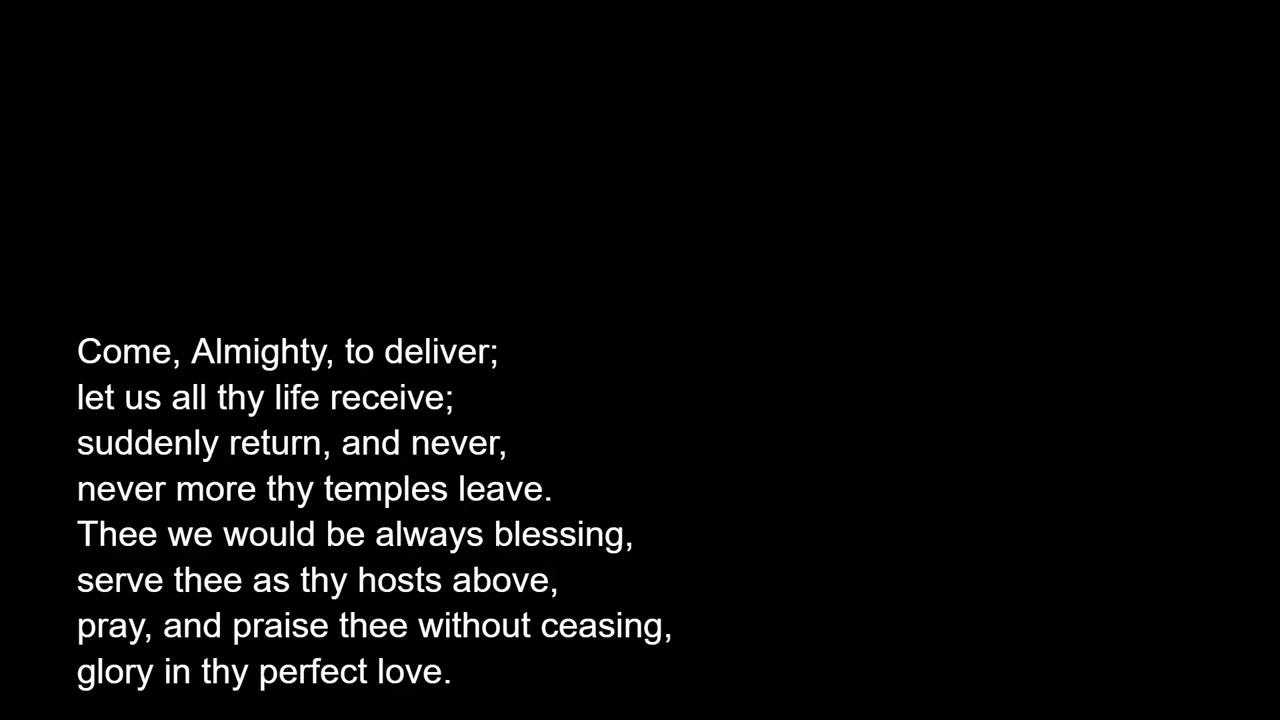 Come, Almighty, to deliver;
let us all thy life receive;
suddenly return, and never,
never more thy temples leave.
Thee we would be always blessing,
serve thee as thy hosts above,
pray, and praise thee without ceasing,
glory in thy perfect love.